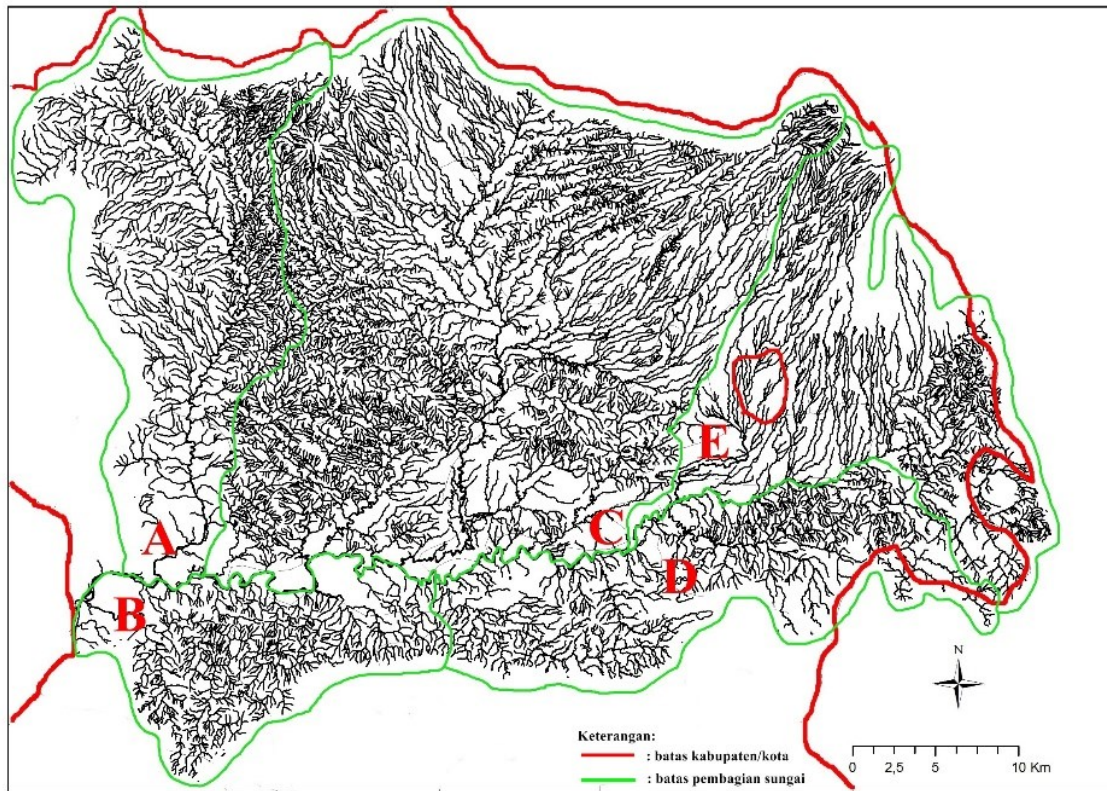 E
C
A
D
B
N
Keterangan:
: batas kabupaten/kota
: batas pembagian sungai
0 2,5 5 10 Km